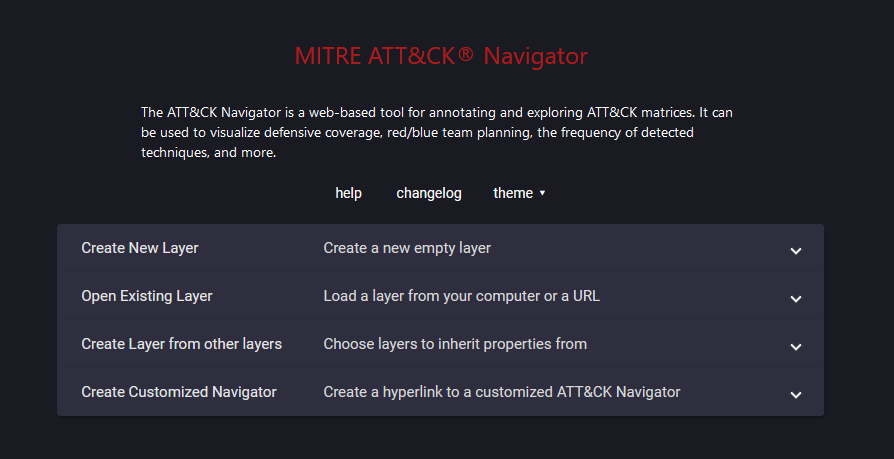 MITRE ATT&CK® Navigator
The ATT&CK Navigator is a web-based tool for annotating and exploring ATT&CK matrices. It can
be used to visualize defensive coverage, red/blue team planning, the frequency of detected
techniques, and more.
help changelog theme ▾
Create New Layer Create a new empty layer
Open Existing Layer Load a layer from your computer or a URL
Create Layer from other layers Choose layers to inherit properties from
Create Customized Navigator Create a hyperlink to a customized ATT&CK Navigator